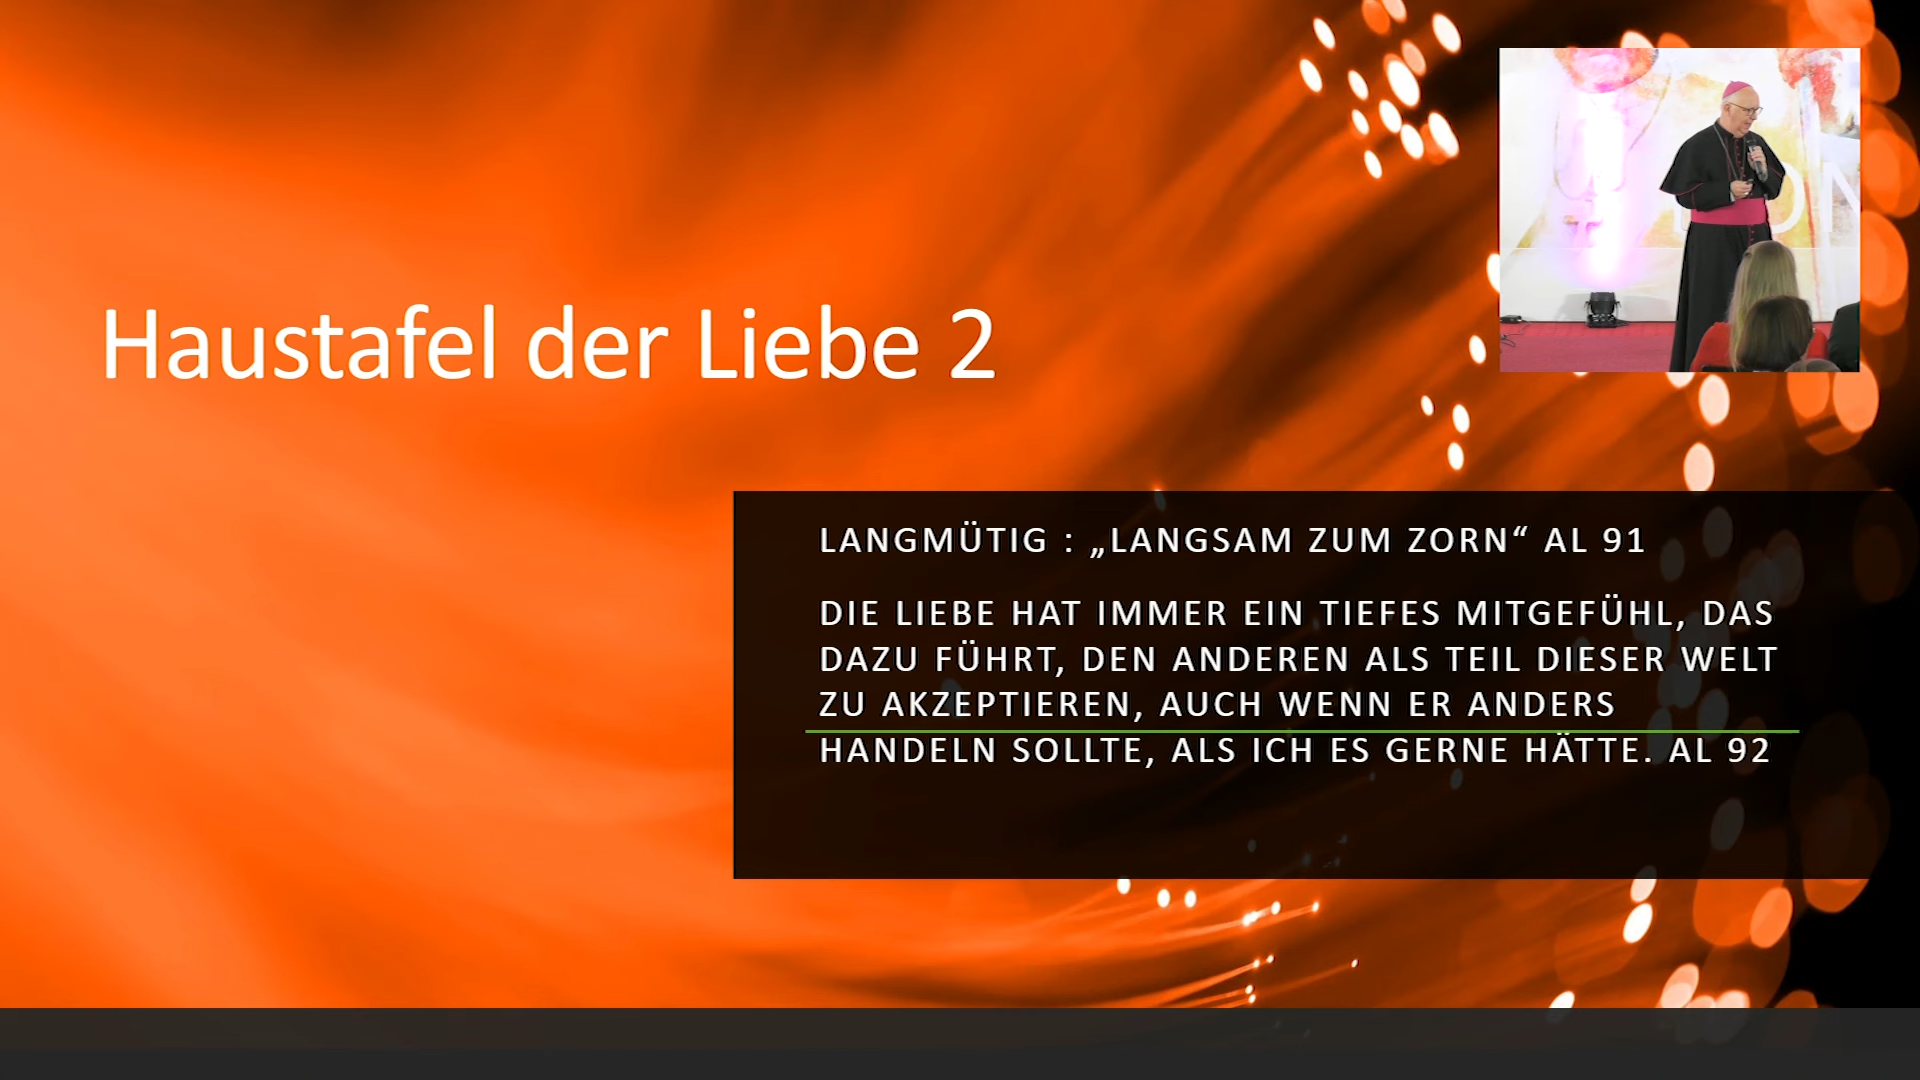 Haustafel der Liebe 2
LANGMÜTIG : „LANGSAM ZUM ZORN“ AL 91
DIE LIEBE HAT IMMER EIN TIEFES MITGEFÜHL, DAS
DAZU FÜHRT, DEN ANDEREN ALS TEIL DIESER WELT
ZU AKZEPTIEREN, AUCH WENN ER ANDERS
HANDELN SOLLTE, ALS ICH ES GERNE HÄTTE. AL 92